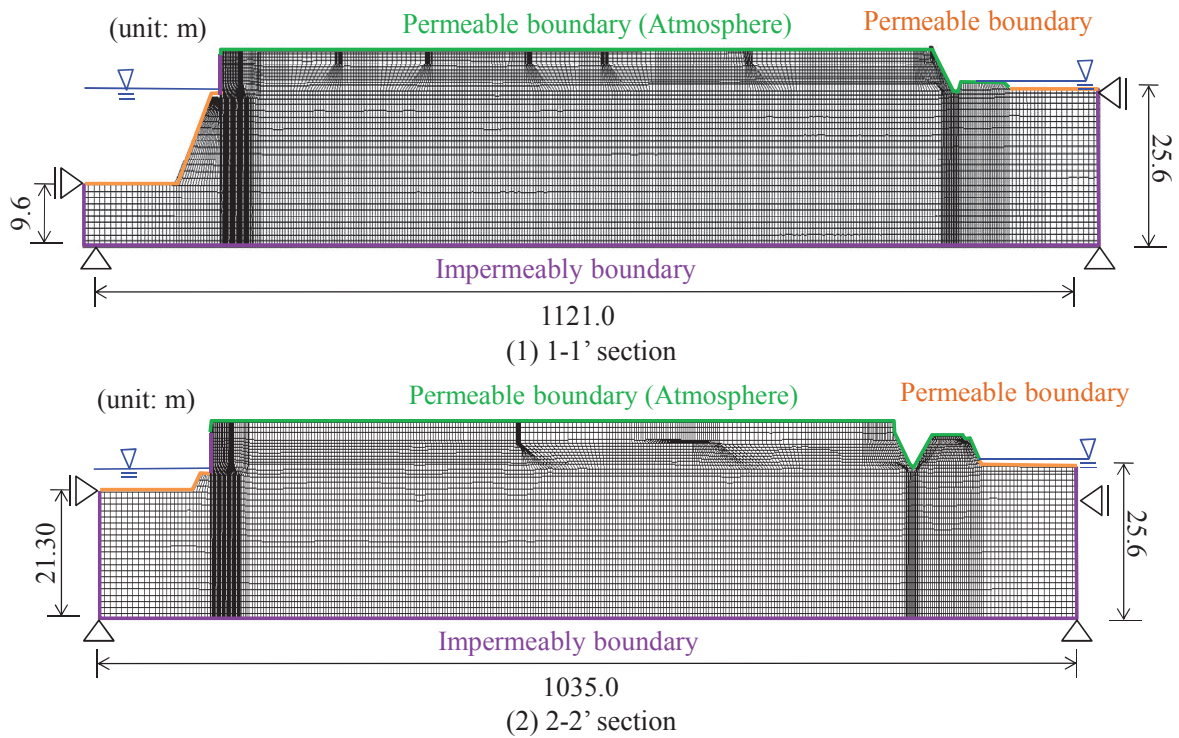 (unit: m)
Permeable boundary (Atmosphere)
Permeable boundary
9.6
25.6
Impermeably boundary
1121.0
(1) 1-1’ section
(unit: m)
Permeable boundary (Atmosphere)
Permeable boundary
21.30
25.6
Impermeably boundary
1035.0
(2) 2-2’ section